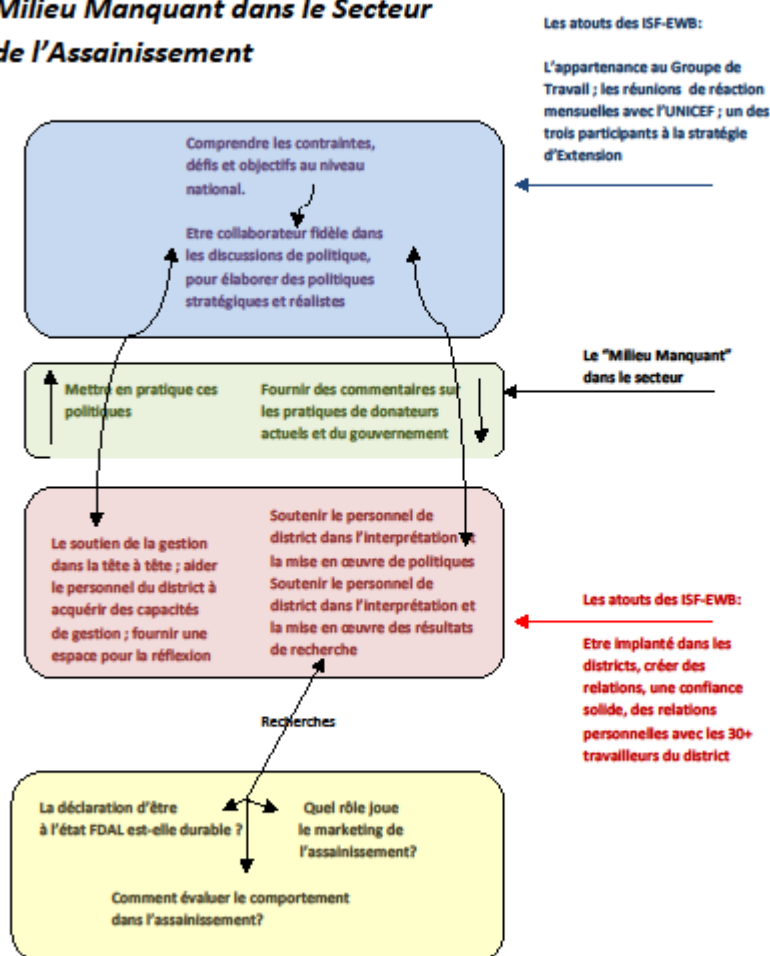 Milieu Manquant dans le Secteur
de l'Assainissement
Les atouts des ISF-EWB:
L'appartenance au Groupe de
Travail ; les réunions de réaction
mensuelles avec l'UNICEF ; un des
trois participants à la stratégie
d'Extension
Comprendre les contraintes,
défis et objectifs au niveau
national.
Etre collaborateur fidèle dans
les discussions de politique,
pour élaborer des politiques
stratégiques et réalistes
Le "Milieu Manquant"
dans le secteur
Mettre en pratique ces
politiques
Fournir des commentaires sur
les pratiques de donateurs
actuels et du gouvernement
Le soutien de la gestion
dans la tête à tête ; aider
le personnel du district à
acquérir des capacités
de gestion ; fournir une
espace pour la réflexion
Soutenir le personnel de
district dans l'interprétation et
la mise en œuvre de politiques
Soutenir le personnel de
district dans l'interprétation et
la mise en œuvre des résultats
de recherche
Les atouts des ISF-EWB:
Etre implanté dans les
districts, créer des
relations, une confiance
solide, des relations
personnelles avec les 30+
travailleurs du district
Recherches
La déclaration d'être
à l'état FDAL est-elle durable ?
Quel rôle joue
le marketing de
l'assainissement?
Comment évaluer le comportement
dans l'assainissement?